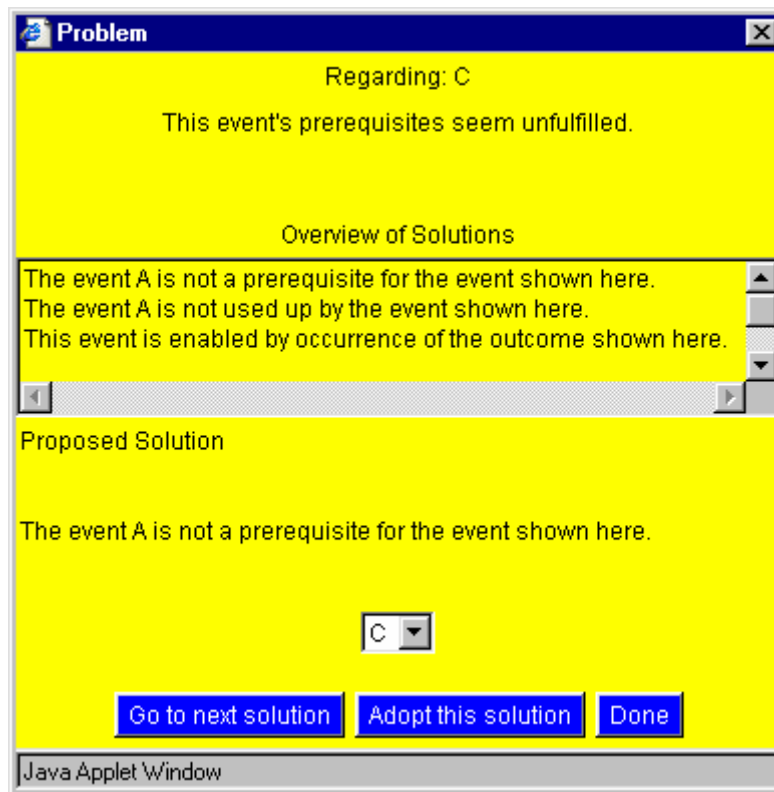 Problem
Regarding: C
This event's prerequisites seem unfulfilled.
Overview of Solutions
The event A is not a prerequisite for the event shown here.
The event A is not used up by the event shown here.
This event is enabled by occurrence of the outcome shown here.
Proposed Solution
The event A is not a prerequisite for the event shown here.
C
Go to next solution Adopt this solution Done
Java Applet Window